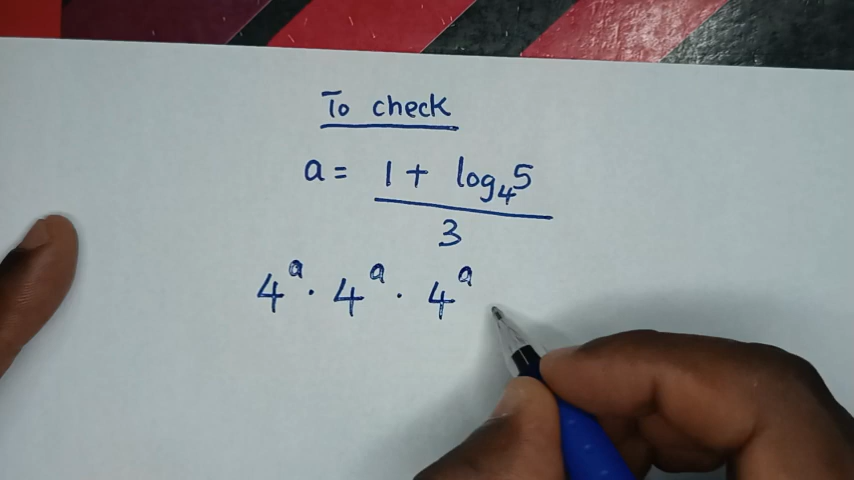 To check
a = 1 + log₄5
3
4ᵃ · 4ᵃ · 4ᵃ